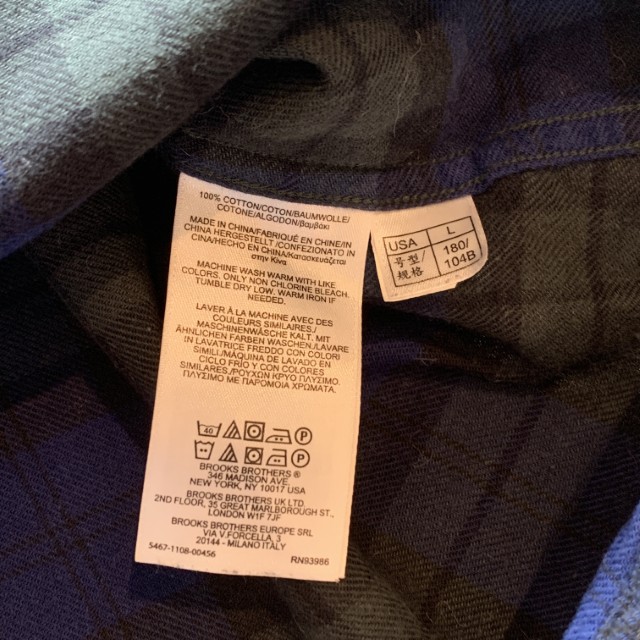 100% COTTON/COTON/BAUMWOLLE/
COTONE/ALGODON/βαμβάκι
MADE IN CHINA/FABRIQUÉ EN CHINE/IN
CHINA HERGESTELLT/CONFEZIONATO IN
CINA/HECHO EN CHINA/Κατασκευάζεται
στην Κίνα
MACHINE WASH WARM WITH LIKE
COLORS. ONLY NON CHLORINE BLEACH.
TUMBLE DRY LOW. WARM IRON IF
NEEDED.
LAVER À LA MACHINE AVEC DES
COULEURS SIMILAIRES./
MASCHINENWÄSCHE KALT. MIT
ÄHNLICHEN FARBEN WASCHEN/LAVARE
IN LAVATRICE FREDDO CON COLORI
SIMILI./MÁQUINA DE LAVADO EN
CICLO FRÍO CON COLORES
SIMILARES./ΡΟΥΧΩΝ ΚΡΥΟ ΠΛΥΣΙΜΟ.
ΠΛΥΣΙΜΟ ΜΕ ΠΑΡΟΜΟΙΑ ΧΡΩΜΑΤΑ.
40 P
P
BROOKS BROTHERS ®
346 MADISON AVE.
NEW YORK, NY 10017 USA
BROOKS BROTHERS UK LTD.
2ND FLOOR, 35 GREAT MARLBOROUGH ST.,
LONDON W1F 7JF
BROOKS BROTHERS EUROPE SRL
VIA V.FORCELLA, 3
20144 - MILANO ITALY
5467-1108-00456 RN93986
USA L
号型/ 180/
规格 104B